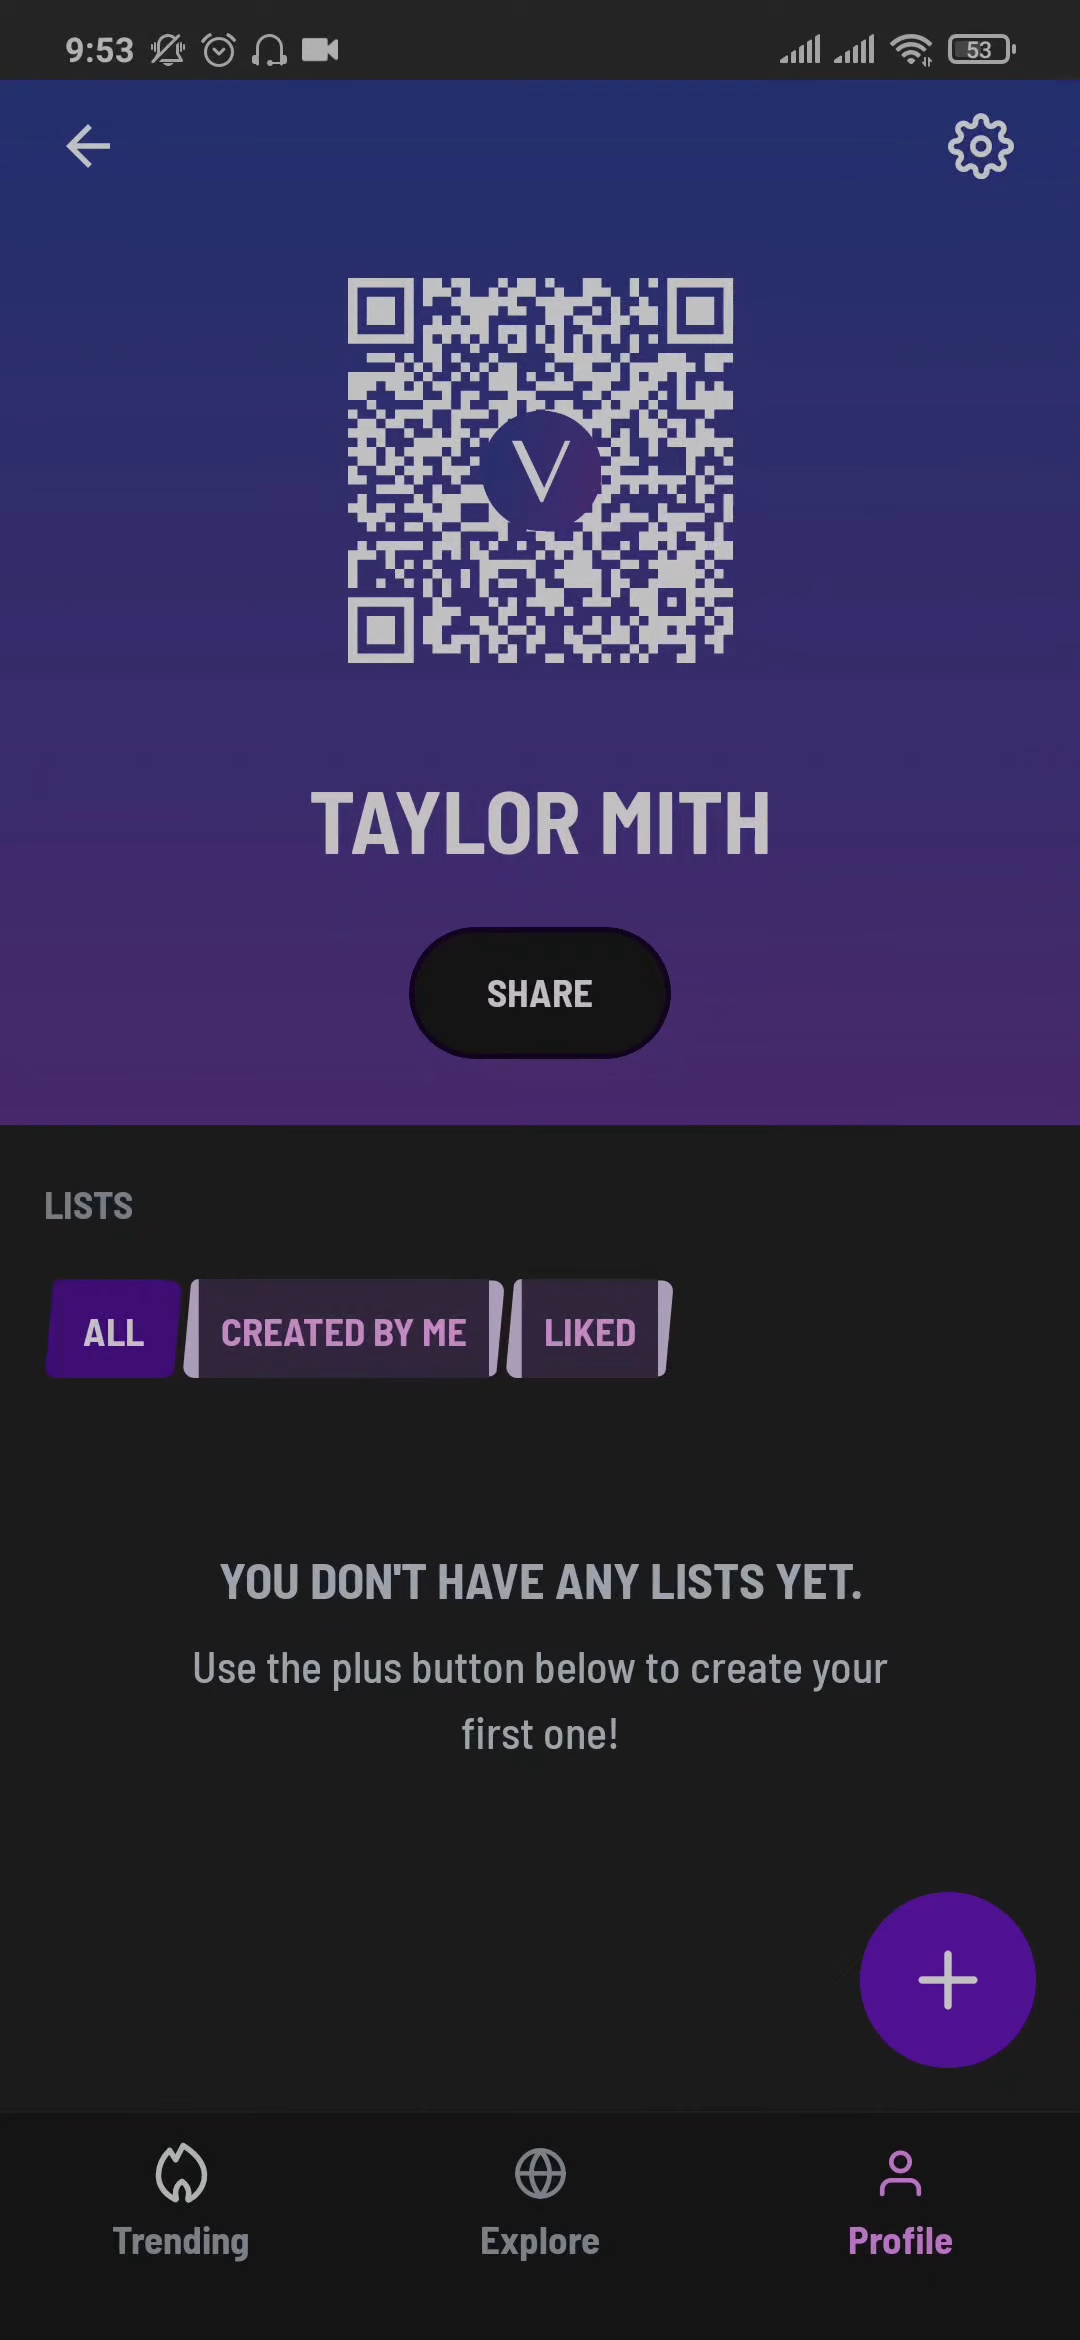 9:53
53
V
TAYLOR MITH
SHARE
LISTS
ALL
CREATED BY ME
LIKED
YOU DON'T HAVE ANY LISTS YET.
Use the plus button below to create your
first one!
Trending
Explore
Profile